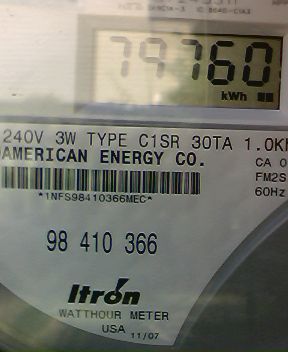 79760
kWh
240V 3W TYPE C1SR 30TA 1.0K
AMERICAN ENERGY CO.
CA 0
FM2S
60Hz
*1NFS98410366MEC*
98 410 366
Itron
WATTHOUR METER
USA 11/07